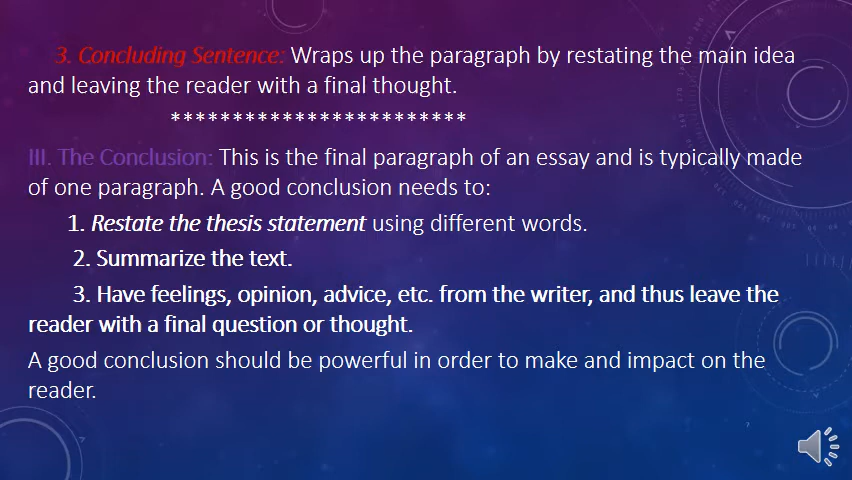 3. Concluding Sentence: Wraps up the paragraph by restating the main idea
and leaving the reader with a final thought.
************************
III. The Conclusion: This is the final paragraph of an essay and is typically made
of one paragraph. A good conclusion needs to:
1. Restate the thesis statement using different words.
2. Summarize the text.
3. Have feelings, opinion, advice, etc. from the writer, and thus leave the
reader with a final question or thought.
A good conclusion should be powerful in order to make and impact on the
reader.